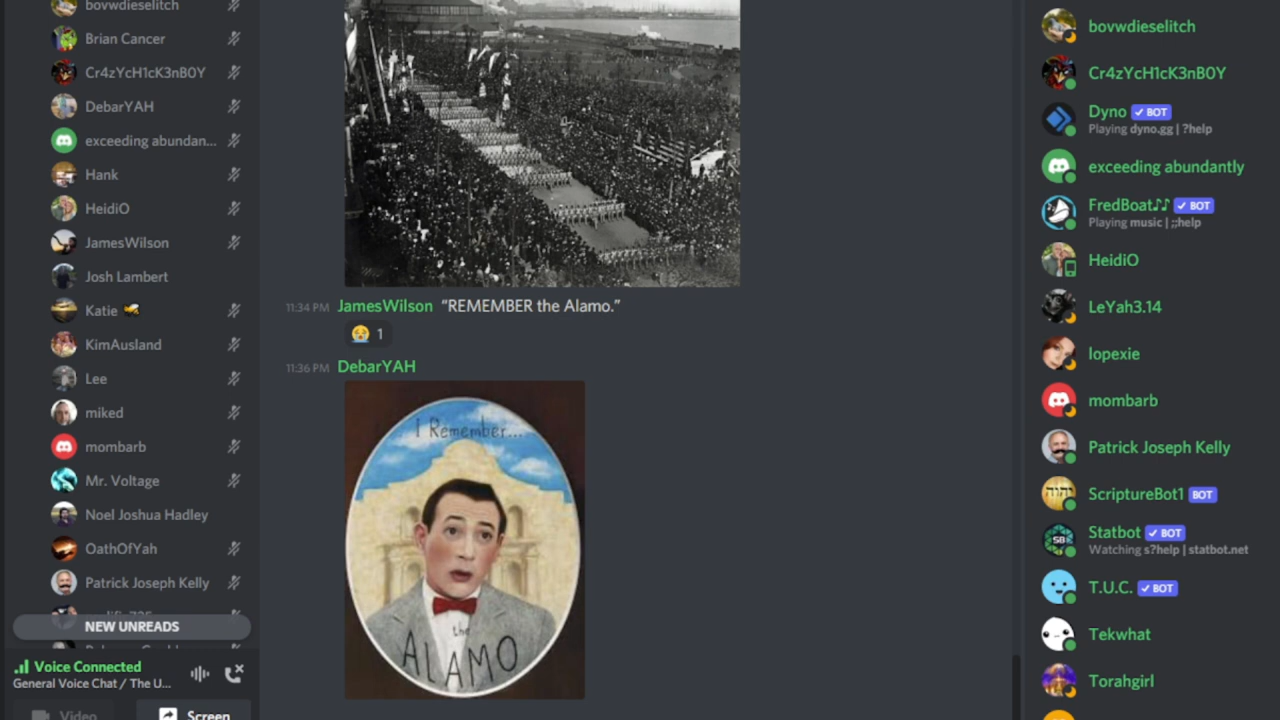 bovwdieselitch
Brian Cancer
Cr4zYcH1cK3nB0Y
DebarYAH
exceeding abundan...
Hank
HeidiO
JamesWilson
Josh Lambert
Katie
KimAusland
Lee
miked
mombarb
Mr. Voltage
Noel Joshua Hadley
OathOfYah
Patrick Joseph Kelly
NEW UNREADS
Voice Connected
General Voice Chat / The U...
Video
Screen
11:34 PM JamesWilson “REMEMBER the Alamo.”
1
11:36 PM DebarYAH
I Remember...
the
ALAMO
bovwdieselitch
Cr4zYcH1cK3nB0Y
Dyno ✓ BOT
Playing dyno.gg | ?help
exceeding abundantly
FredBoat♪♪ ✓ BOT
Playing music | ;;help
HeidiO
LeYah3.14
lopexie
mombarb
Patrick Joseph Kelly
יהוה
ScriptureBot1 BOT
Statbot ✓ BOT
Watching s?help | statbot.net
T.U.C. ✓ BOT
Tekwhat
Torahgirl